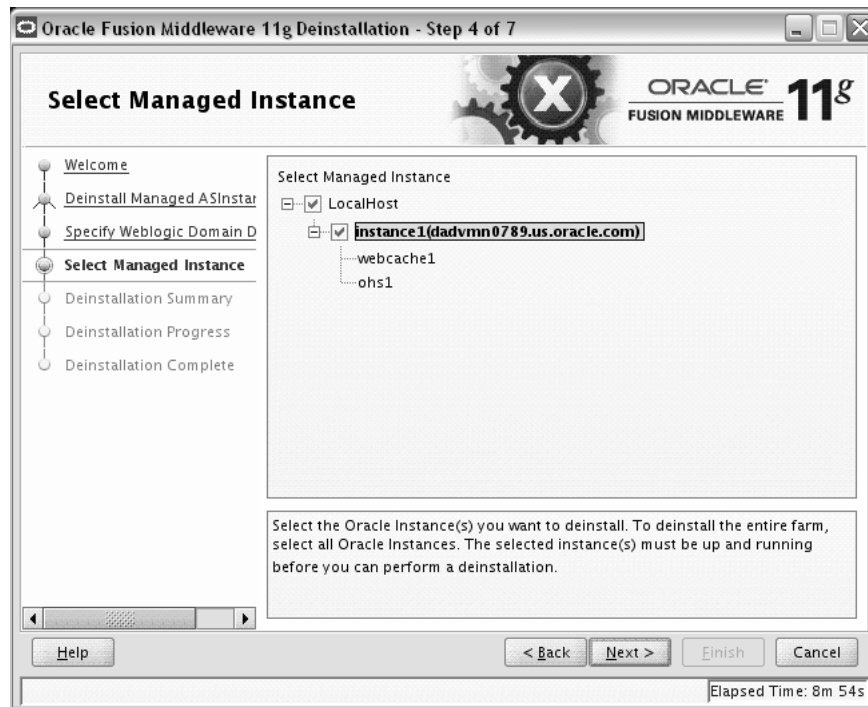 Oracle Fusion Middleware 11g Deinstallation - Step 4 of 7
Select Managed Instance
ORACLE
FUSION MIDDLEWARE
11g
Welcome
Deinstall Managed ASInstar
Specify Weblogic Domain D
Select Managed Instance
Deinstallation Summary
Deinstallation Progress
Deinstallation Complete
Select Managed Instance
LocalHost
instance1(dadvmn0789.us.oracle.com)
webcache1
ohs1
Select the Oracle Instance(s) you want to deinstall. To deinstall the entire farm,
select all Oracle Instances. The selected instance(s) must be up and running
before you can perform a deinstallation.
Help
< Back
Next >
Finish
Cancel
Elapsed Time: 8m 54s